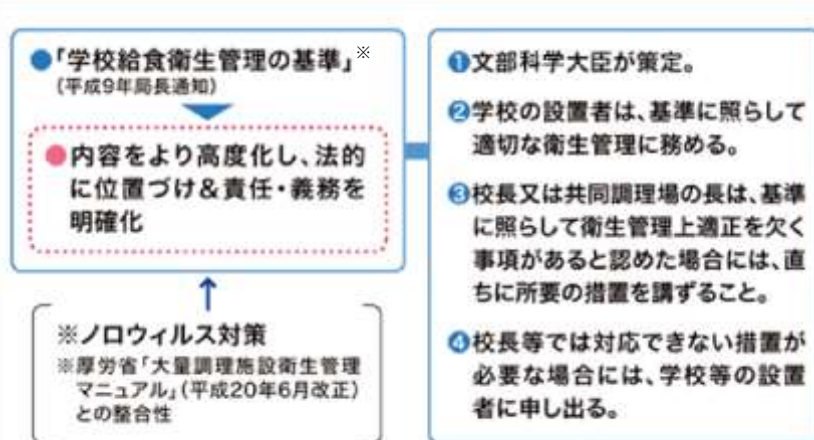 ●「学校給食衛生管理の基準」※
(平成9年局長通知)
●内容をより高度化し、法的
に位置づけ&責任・義務を
明確化
※ノロウィルス対策
※厚労省「大量調理施設衛生管理
マニュアル」(平成20年6月改正)
との整合性
❶文部科学大臣が策定。
❷学校の設置者は、基準に照らして
適切な衛生管理に務める。
❸校長又は共同調理場の長は、基準
に照らして衛生管理上適正を欠く
事項があると認めた場合には、直
ちに所要の措置を講ずること。
❹校長等では対応できない措置が
必要な場合には、学校等の設置
者に申し出る。